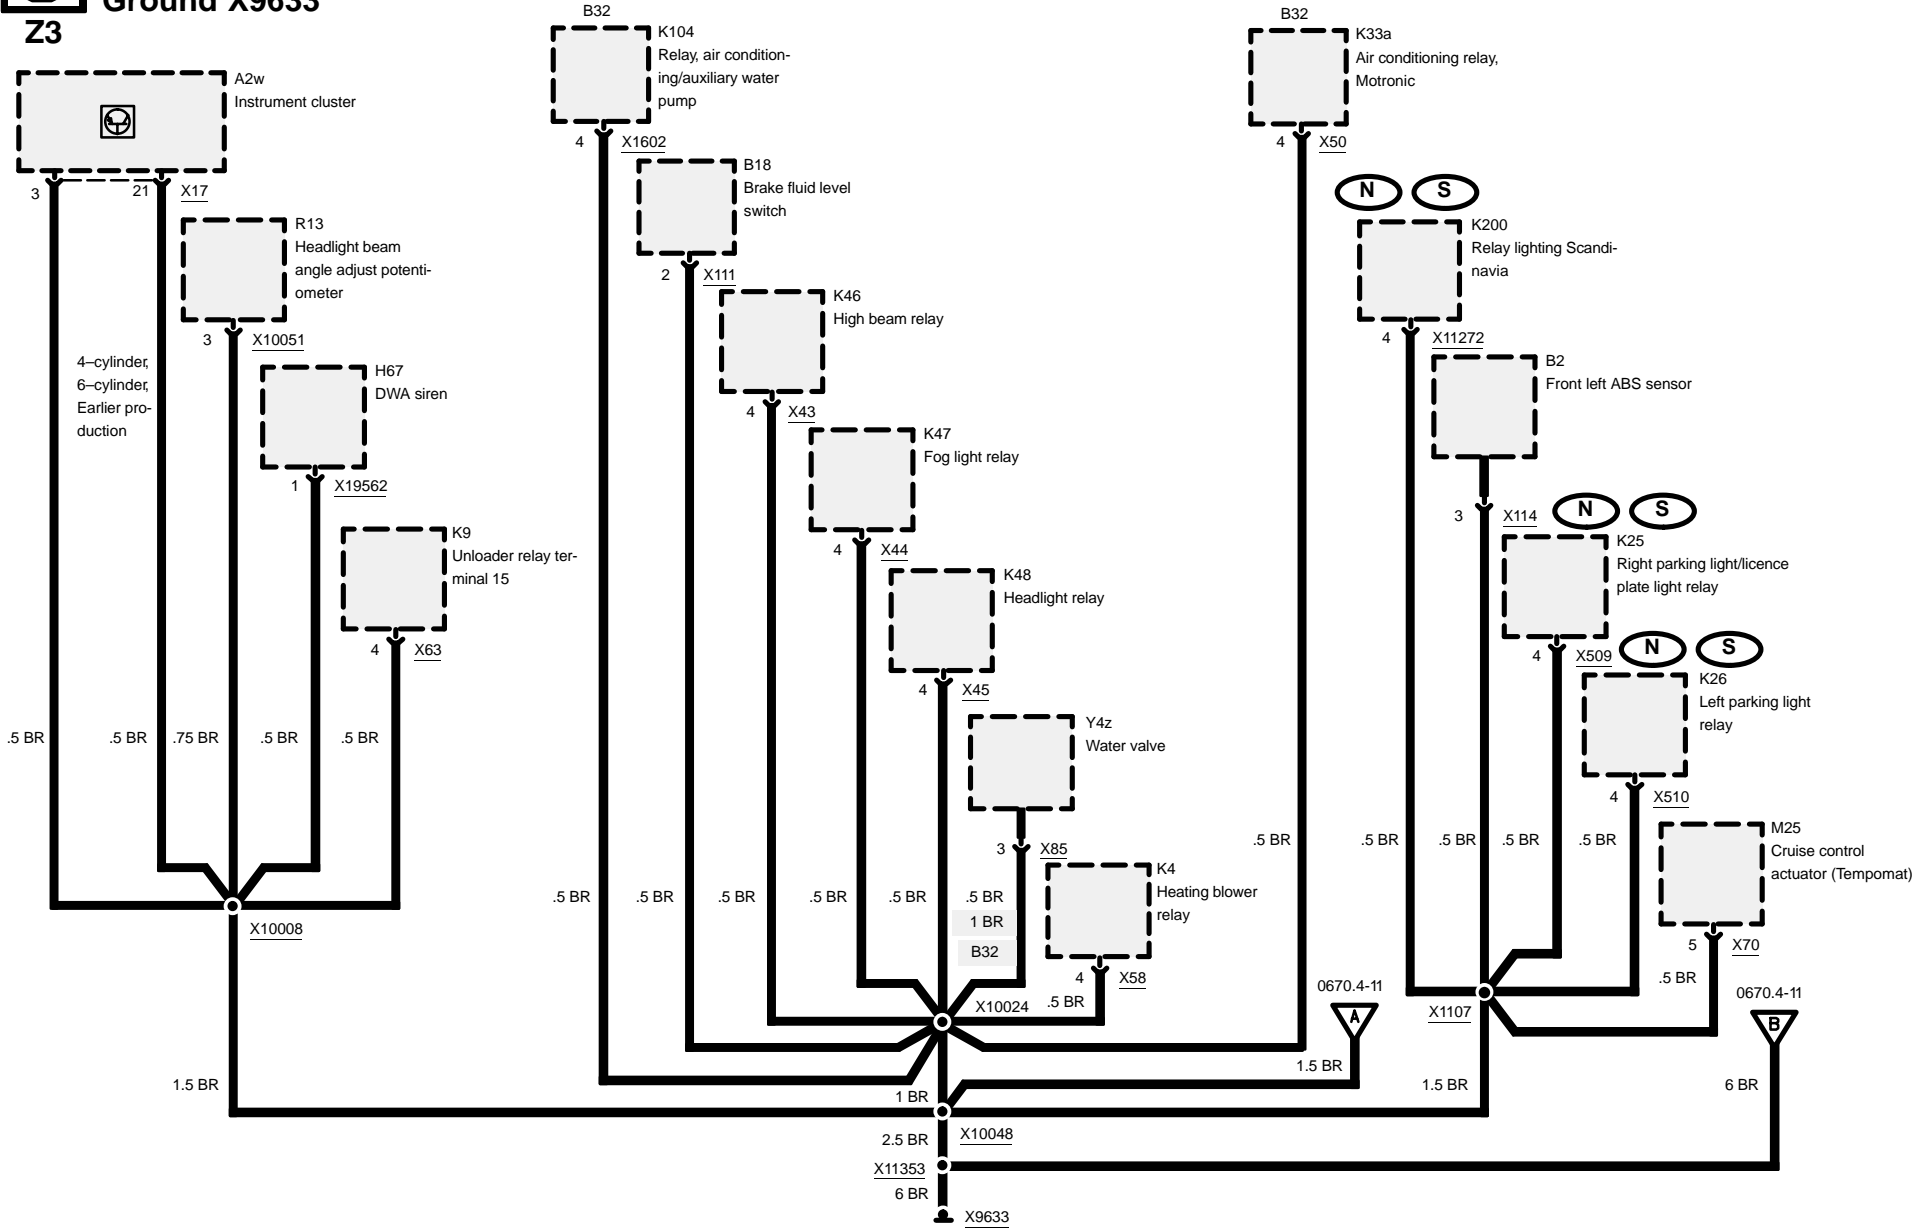 Ground X9633
Z3
A2w
Instrument cluster
3
21
X17
R13
Headlight beam
angle adjust potenti-
ometer
3
X10051
4–cylinder,
6–cylinder,
Earlier pro-
duction
H67
DWA siren
1
X19562
K9
Unloader relay ter-
minal 15
4
X63
.5 BR
.5 BR
.75 BR
.5 BR
.5 BR
X10008
1.5 BR
B32
K104
Relay, air condition-
ing/auxiliary water
pump
4
X1602
B18
Brake fluid level
switch
2
X111
K46
High beam relay
4
X43
K47
Fog light relay
4
X44
K48
Headlight relay
4
X45
Y4z
Water valve
3
X85
K4
Heating blower
relay
4
X58
.5 BR
.5 BR
.5 BR
.5 BR
.5 BR
.5 BR
1 BR
B32
.5 BR
X10024
1 BR
X10048
2.5 BR
X11353
6 BR
X9633
B32
K33a
Air conditioning relay,
Motronic
4
X50
.5 BR
N
S
K200
Relay lighting Scandi-
navia
4
X11272
B2
Front left ABS sensor
3
X114
N
S
K25
Right parking light/licence
plate light relay
4
X509
N
S
K26
Left parking light
relay
4
X510
M25
Cruise control
actuator (Tempomat)
5
X70
.5 BR
.5 BR
.5 BR
.5 BR
.5 BR
X1107
0670.4-11
A
1.5 BR
1.5 BR
0670.4-11
B
6 BR